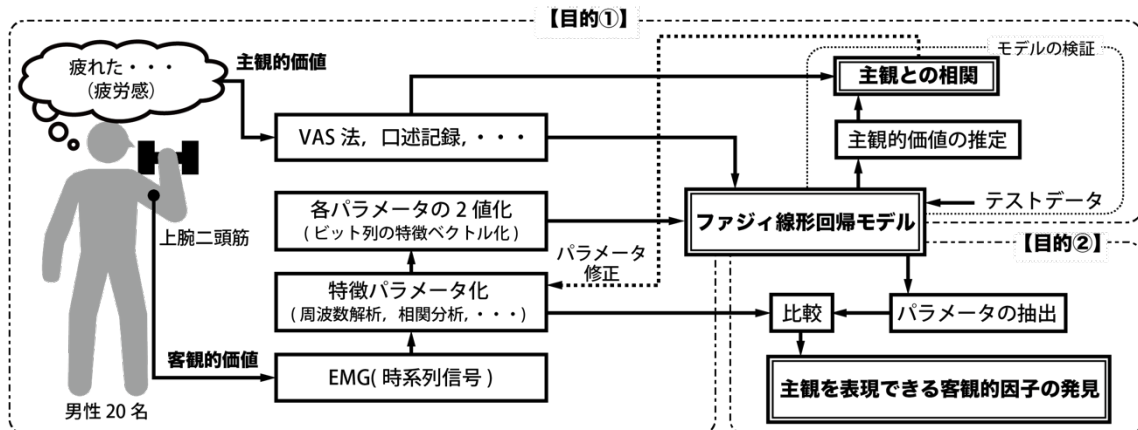 【目的①】
疲れた・・・
(疲労感)
主観的価値
モデルの検証
主観との相関
VAS 法，口述記録，・・・
主観的価値の推定
各パラメータの 2 値化
( ビット列の特徴ベクトル化 )
ファジィ線形回帰モデル
テストデータ
上腕二頭筋
【目的②】
パラメータ
修正
特徴パラメータ化
( 周波数解析，相関分析，・・・)
比較
パラメータの抽出
客観的価値
EMG( 時系列信号 )
主観を表現できる客観的因子の発見
男性 20 名